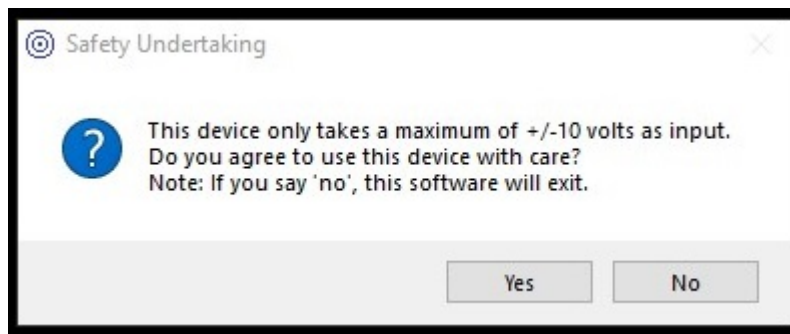 Safety Undertaking
This device only takes a maximum of +/-10 volts as input.
Do you agree to use this device with care?
Note: If you say 'no', this software will exit.
Yes
No